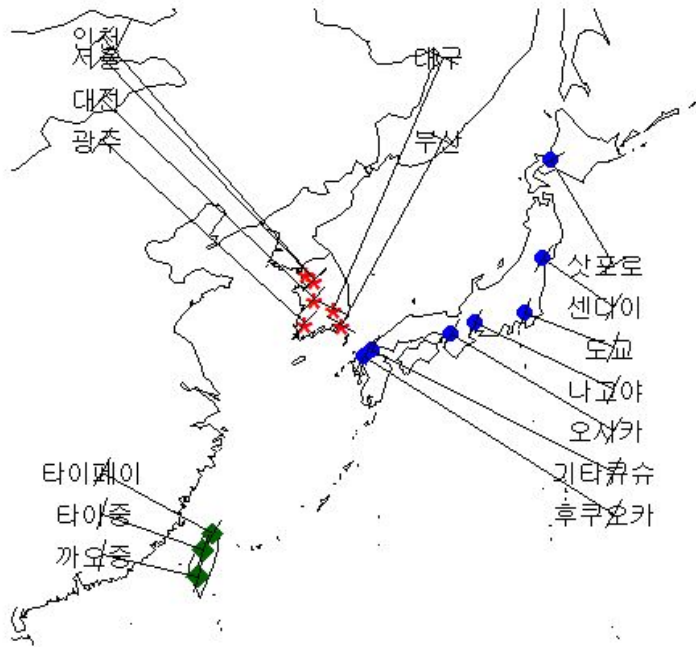 인천
서울
대전
광주
대구
부산
삿포로
센다이
도쿄
나고야
오사카
기타큐슈
후쿠오카
타이페이
타이중
까오중